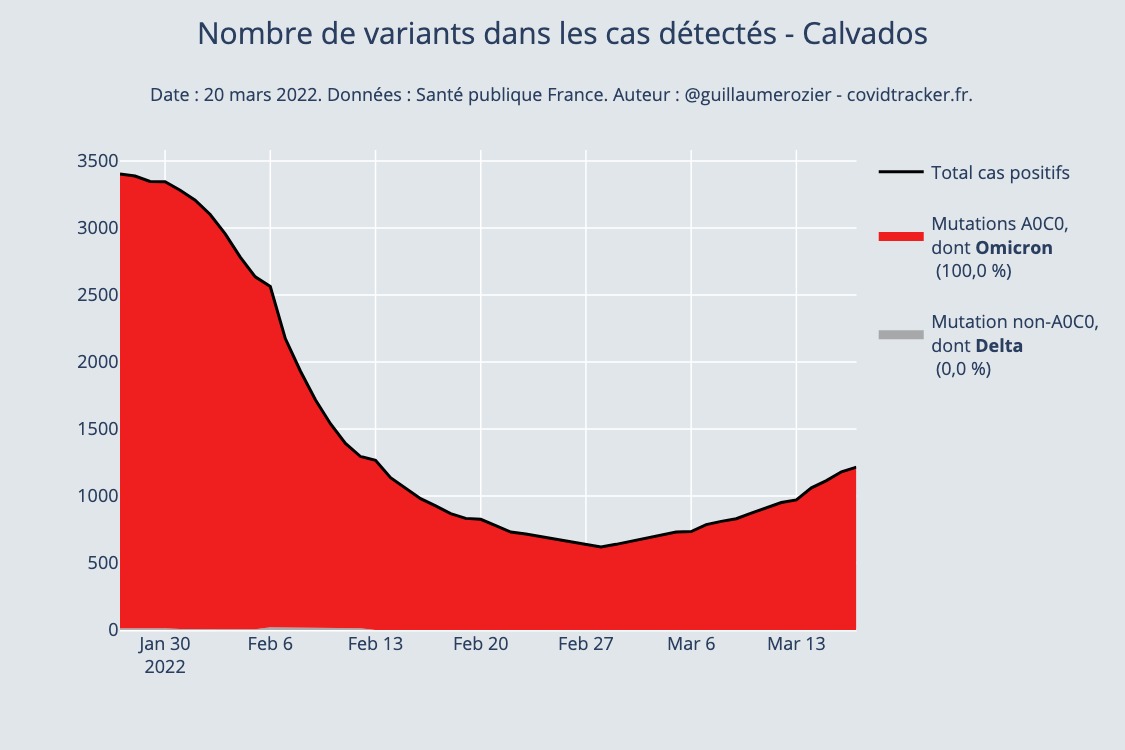 Nombre de variants dans les cas détectés - Calvados
Date : 20 mars 2022. Données : Santé publique France. Auteur : @guillaumerozier - covidtracker.fr.
3500
3000
2500
2000
1500
1000
500
0
Jan 30 Feb 6 Feb 13 Feb 20 Feb 27 Mar 6 Mar 13
2022
Total cas positifs
Mutations A0C0,
dont Omicron
(100,0 %)
Mutation non-A0C0,
dont Delta
(0,0 %)